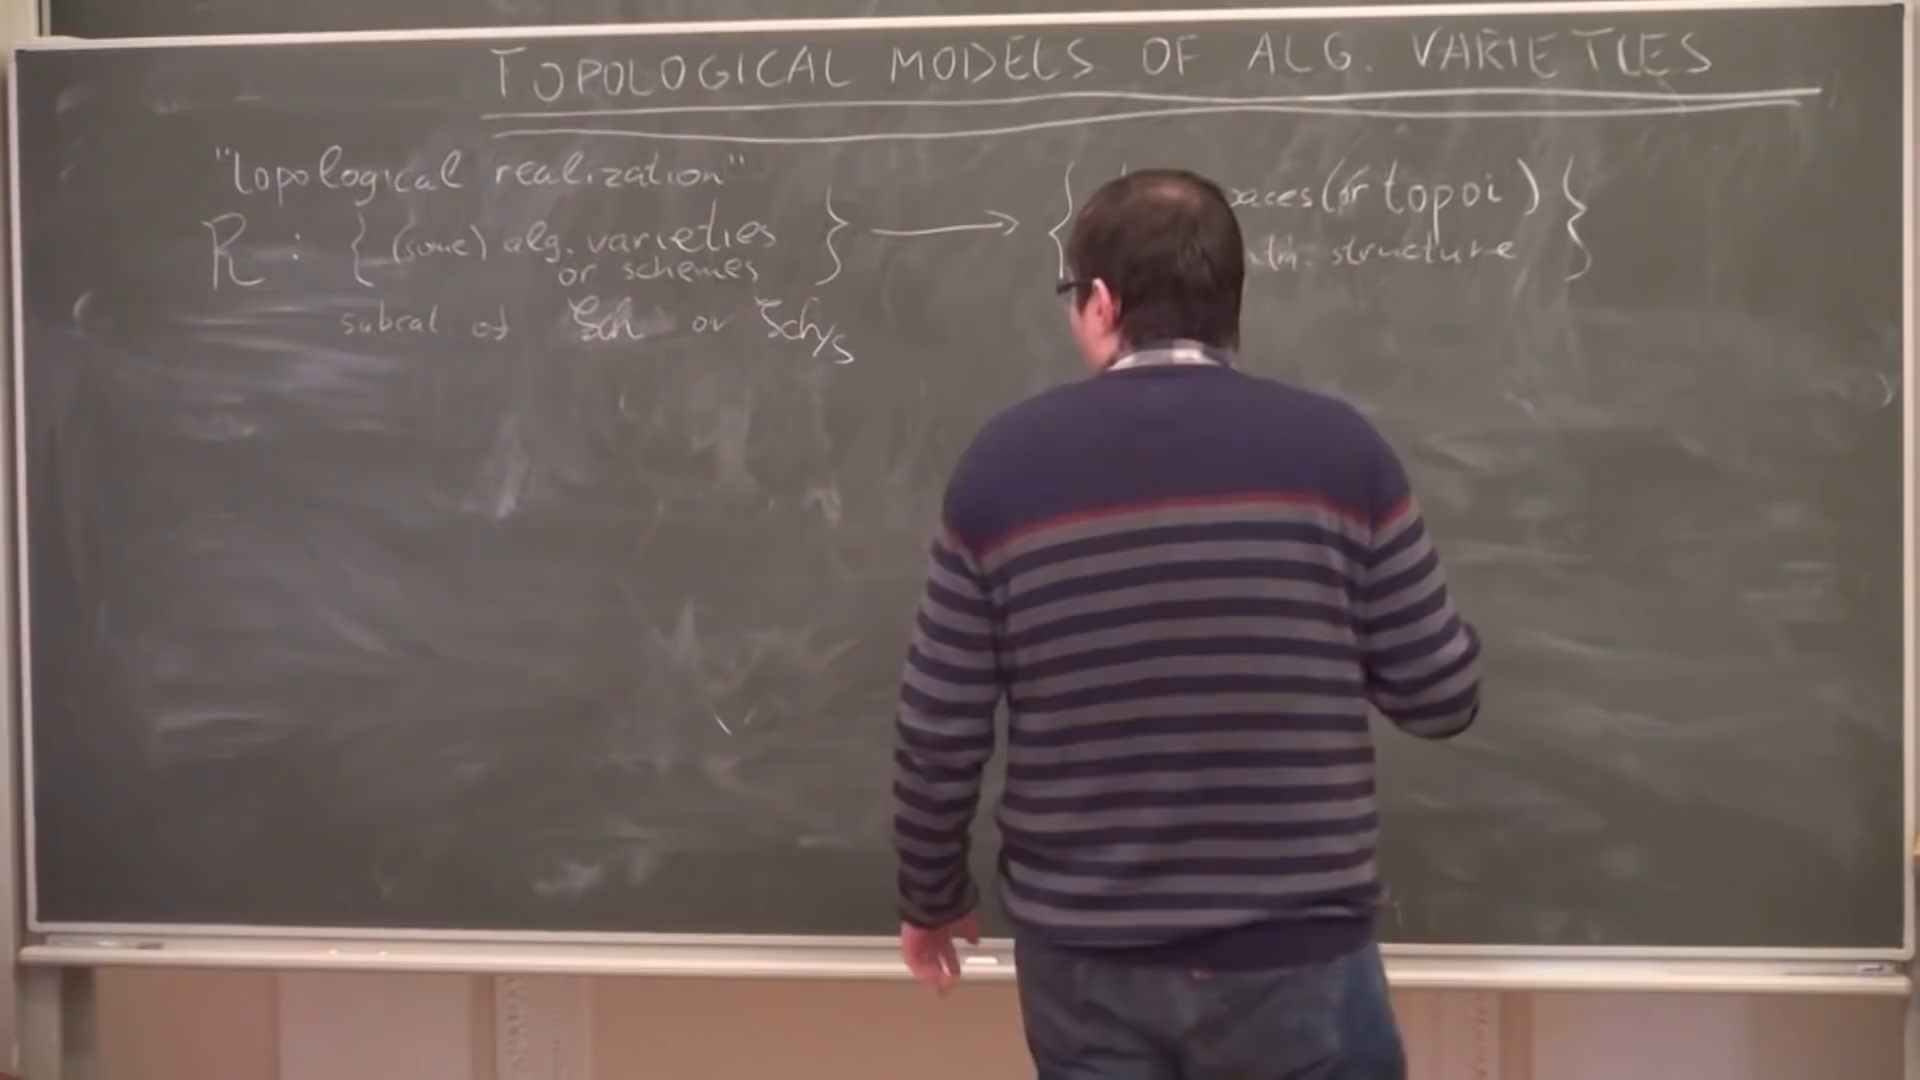 TOPOLOGICAL MODELS OF ALG. VARIETIES
"topological realization"
R : { (some) alg. varieties or schemes } ⟶ { (or topoi) structure }
subcat. of Sch or Sch/S